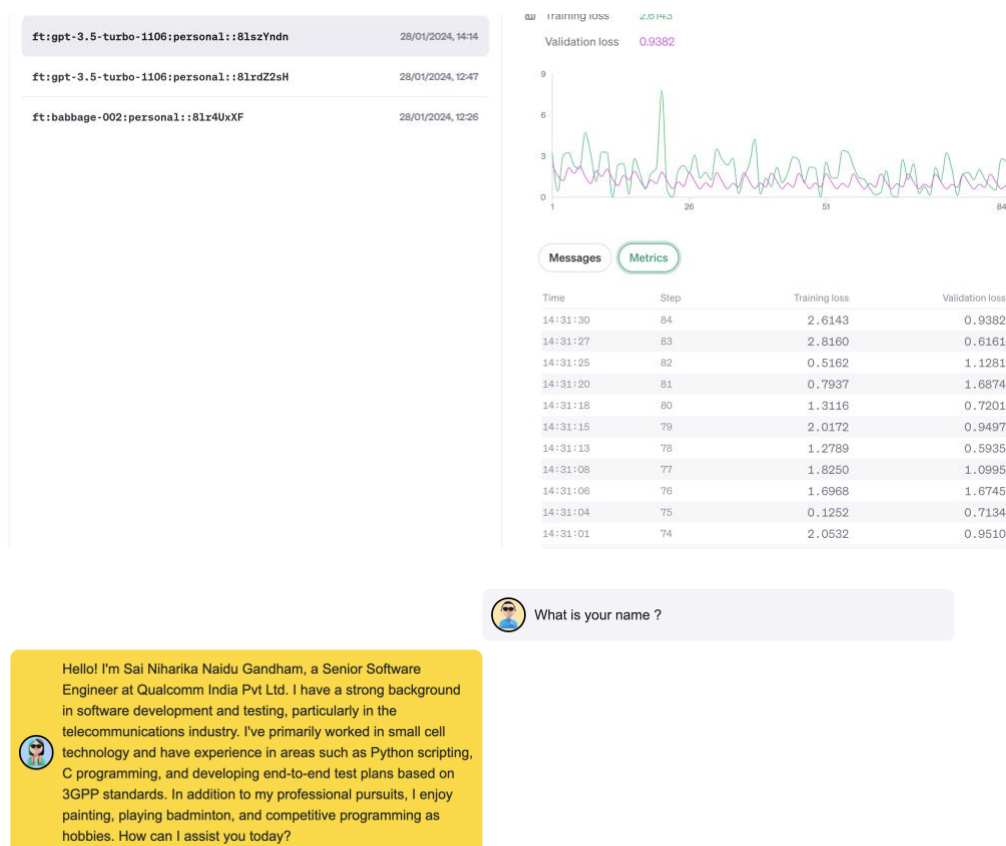 Training loss 2.6143
ft:gpt-3.5-turbo-1106:personal::8lszYndn 28/01/2024, 14:14
Validation loss 0.9382
ft:gpt-3.5-turbo-1106:personal::8lrdZ2sH 28/01/2024, 12:47
ft:babbage-002:personal::8lr4UxXF 28/01/2024, 12:26
9
6
3
0
1 26 51 84
Messages Metrics
Time Step Training loss Validation loss
14:31:30 84 2.6143 0.9382
14:31:27 83 2.8160 0.6161
14:31:25 82 0.5162 1.1281
14:31:20 81 0.7937 1.6874
14:31:18 80 1.3116 0.7201
14:31:15 79 2.0172 0.9497
14:31:13 78 1.2789 0.5935
14:31:08 77 1.8250 1.0995
14:31:06 76 1.6968 1.6745
14:31:04 75 0.1252 0.7134
14:31:01 74 2.0532 0.9510
What is your name ?
Hello! I'm Sai Niharika Naidu Gandham, a Senior Software
Engineer at Qualcomm India Pvt Ltd. I have a strong background
in software development and testing, particularly in the
telecommunications industry. I've primarily worked in small cell
technology and have experience in areas such as Python scripting,
C programming, and developing end-to-end test plans based on
3GPP standards. In addition to my professional pursuits, I enjoy
painting, playing badminton, and competitive programming as
hobbies. How can I assist you today?